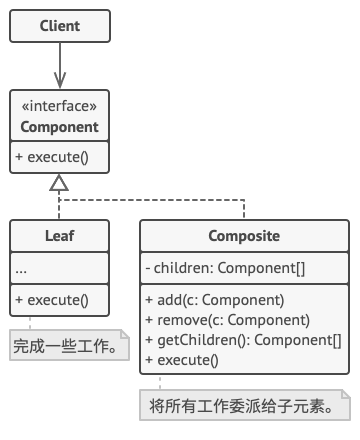 Client
«interface»
Component
+ execute()
Leaf
...
+ execute()
完成一些工作。
Composite
- children: Component[]
+ add(c: Component)
+ remove(c: Component)
+ getChildren(): Component[]
+ execute()
将所有工作委派给子元素。